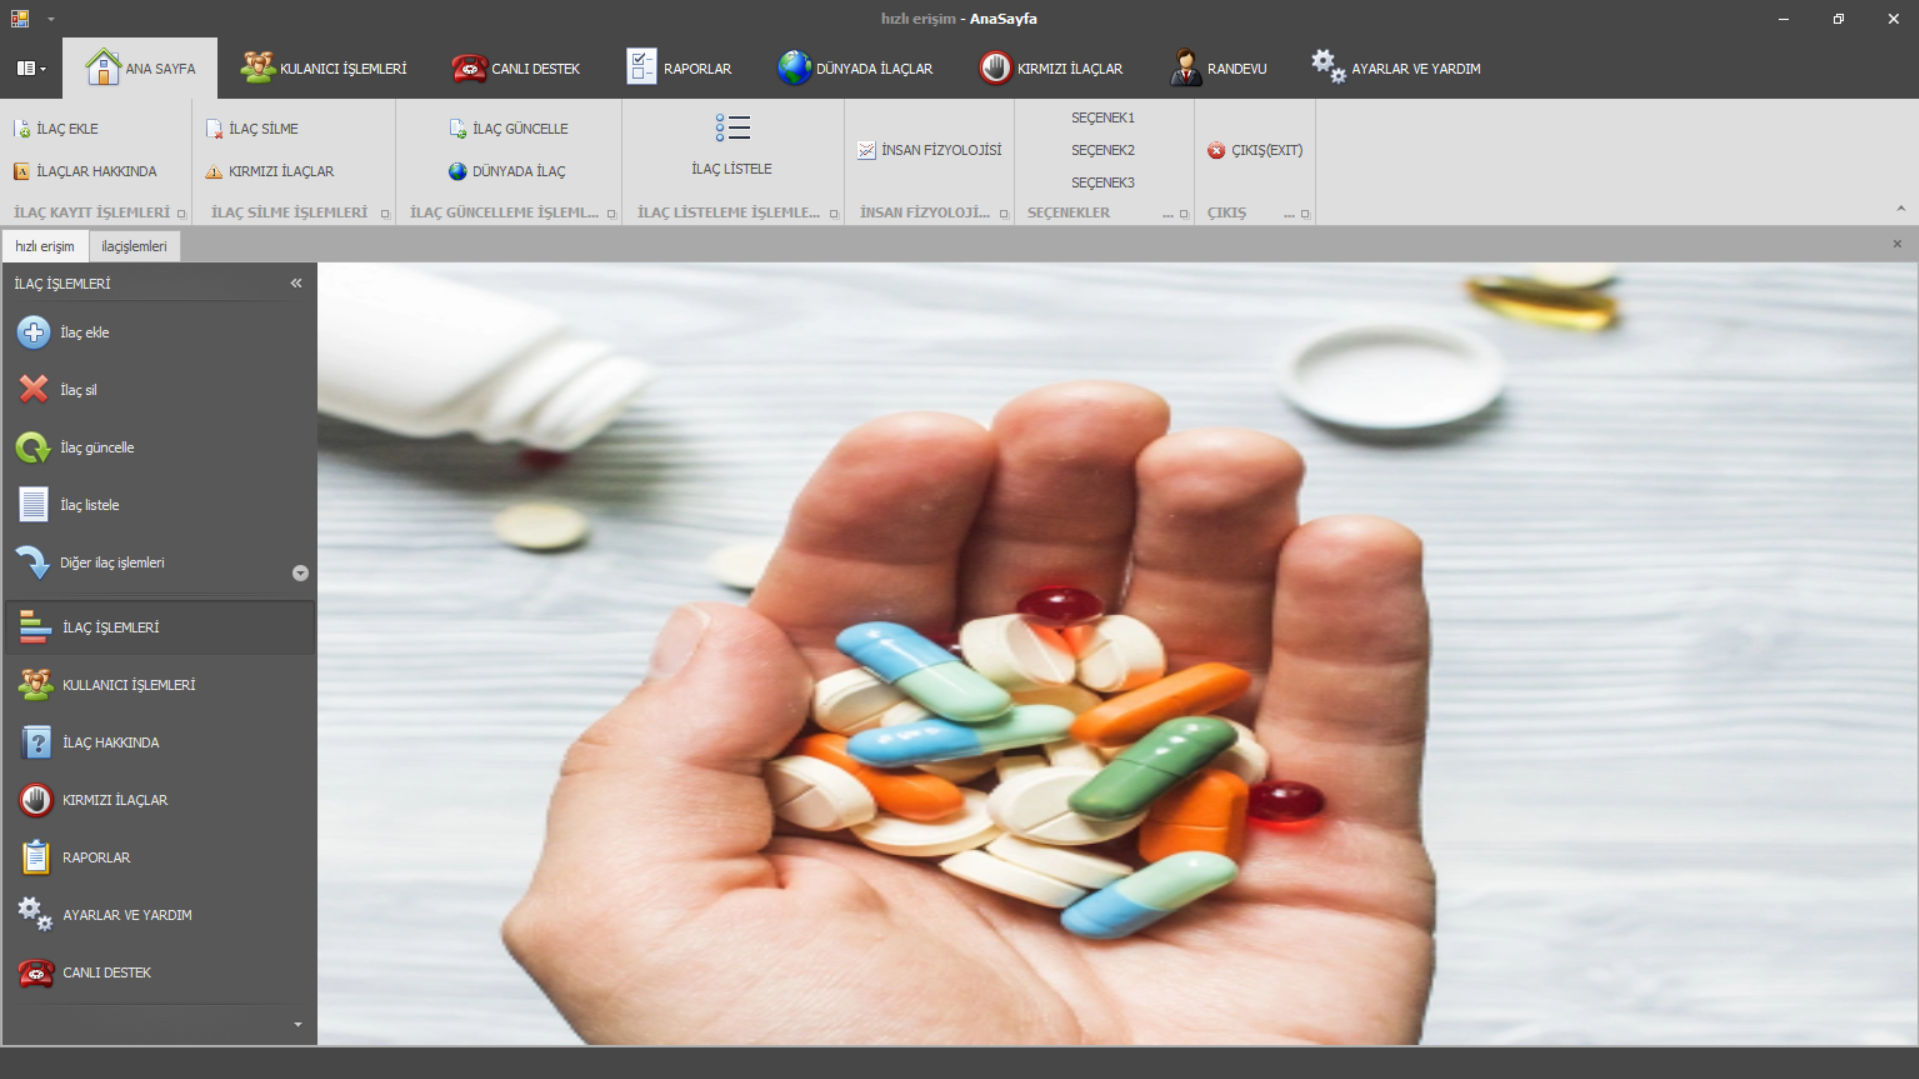 hızlı erişim - AnaSayfa
ANA SAYFA
KULANICI İŞLEMLERİ
CANLI DESTEK
RAPORLAR
DÜNYADA İLAÇLAR
KIRMIZI İLAÇLAR
RANDEVU
AYARLAR VE YARDIM
İLAÇ EKLE
İLAÇLAR HAKKINDA
İLAÇ KAYIT İŞLEMLERİ
İLAÇ SİLME
KIRMIZI İLAÇLAR
İLAÇ SİLME İŞLEMLERİ
İLAÇ GÜNCELLE
DÜNYADA İLAÇ
İLAÇ GÜNCELLEME İŞLEML...
İLAÇ LİSTELE
İLAÇ LİSTELEME İŞLEMLE...
İNSAN FİZYOLOJİSİ
İNSAN FİZYOLOJİ...
SEÇENEK1
SEÇENEK2
SEÇENEK3
SEÇENEKLER ...
ÇIKIŞ(EXIT)
ÇIKIŞ ...
hızlı erişim
ilaçişlemleri
İLAÇ İŞLEMLERİ
İlaç ekle
İlaç sil
İlaç güncelle
İlaç listele
Diğer ilaç işlemleri
İLAÇ İŞLEMLERİ
KULLANICI İŞLEMLERİ
İLAÇ HAKKINDA
KIRMIZI İLAÇLAR
RAPORLAR
AYARLAR VE YARDIM
CANLI DESTEK